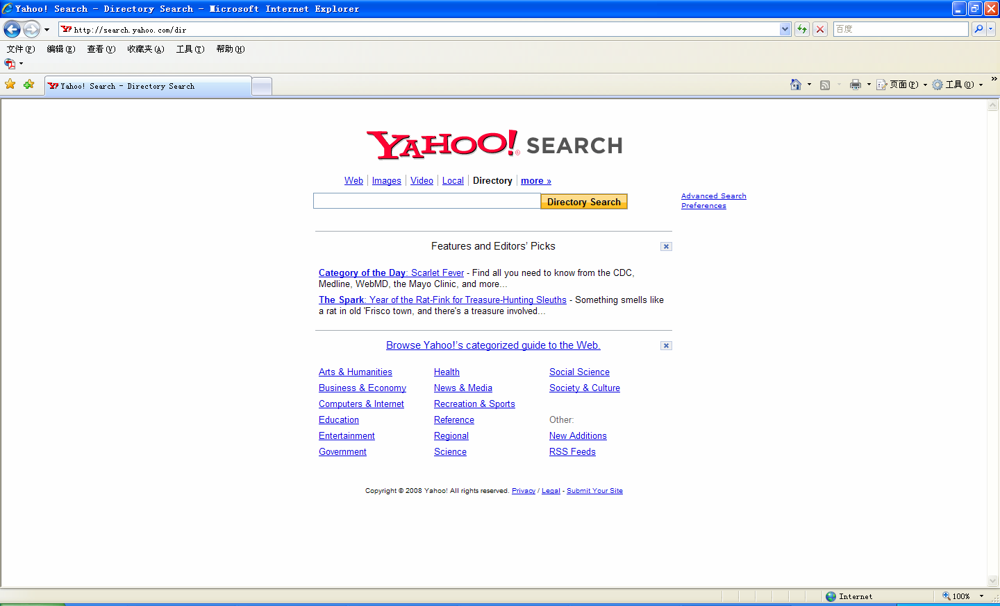 Yahoo! Search - Directory Search - Microsoft Internet Explorer
http://search.yahoo.com/dir
百度
文件(F) 编辑(E) 查看(V) 收藏夹(A) 工具(T) 帮助(H)
Yahoo! Search - Directory Search
页面(P) 工具(O) »
YAHOO!® SEARCH
Web Images Video Local Directory more »
Directory Search
Advanced Search
Preferences
Features and Editors' Picks
Category of the Day: Scarlet Fever - Find all you need to know from the CDC,
Medline, WebMD, the Mayo Clinic, and more...
The Spark: Year of the Rat-Fink for Treasure-Hunting Sleuths - Something smells like
a rat in old 'Frisco town, and there's a treasure involved...
Browse Yahoo!'s categorized guide to the Web.
Arts & Humanities Health Social Science
Business & Economy News & Media Society & Culture
Computers & Internet Recreation & Sports
Education Reference Other:
Entertainment Regional New Additions
Government Science RSS Feeds
Copyright © 2008 Yahoo! All rights reserved. Privacy / Legal - Submit Your Site
Internet 100%